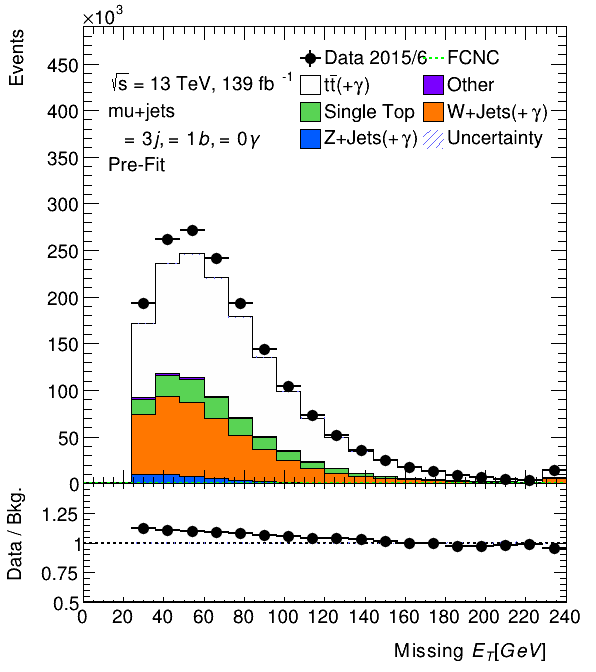 ×10³
Events
√s = 13 TeV, 139 fb⁻¹
mu+jets
= 3j, = 1b, = 0γ
Pre-Fit
Data 2015/6 FCNC
tt̄(+γ) Other
Single Top W+Jets(+γ)
Z+Jets(+γ) Uncertainty
450
400
350
300
250
200
150
100
50
0
Data / Bkg.
1.25
1
0.75
0.5
0 20 40 60 80 100 120 140 160 180 200 220 240
Missing E_T[GeV]